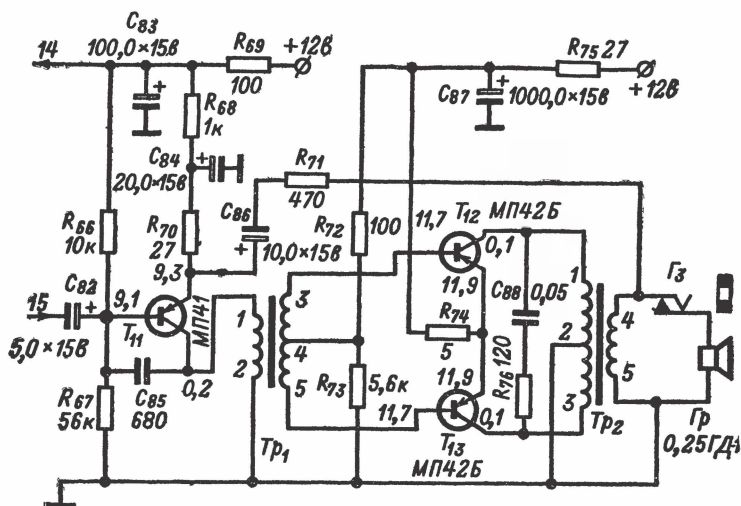 C83
100,0×15в
14
R69
100
+12в
R68
1к
C84
20,0×15в
R66
10к
R70
27
9,3
C86
10,0×15в
R71
470
R72
100
C87
1000,0×15в
R75 27
+12в
11,7
T12 МП42Б
0,1
11,9
C82
15
5,0×15в
9,1
T11
МП41
0,2
C85
680
R67
56к
1
2
Тр1
3
4
5
R73
5,6к
11,7
R74
5
11,9
0,1
T13
МП42Б
C88
0,05
R76 120
1
2
3
Тр2
4
5
Гз
Гр
0,25ГД-1